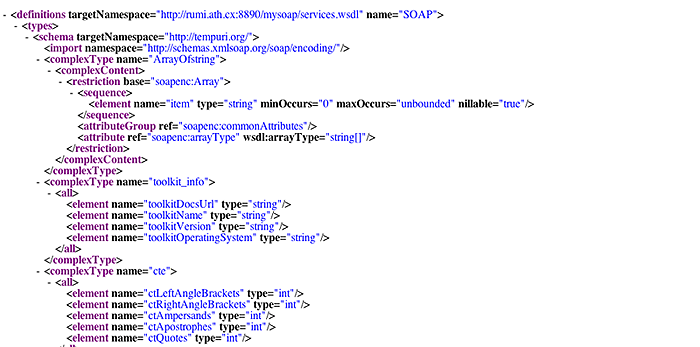 - <definitions targetNamespace="http://rumi.ath.cx:8890/mysoap/services.wsdl" name="SOAP">
- <types>
- <schema targetNamespace="http://tempuri.org/">
<import namespace="http://schemas.xmlsoap.org/soap/encoding/"/>
- <complexType name="ArrayOfstring">
- <complexContent>
- <restriction base="soapenc:Array">
- <sequence>
<element name="item" type="string" minOccurs="0" maxOccurs="unbounded" nillable="true"/>
</sequence>
<attributeGroup ref="soapenc:commonAttributes"/>
<attribute ref="soapenc:arrayType" wsdl:arrayType="string[]"/>
</restriction>
</complexContent>
</complexType>
- <complexType name="toolkit_info">
- <all>
<element name="toolkitDocsUrl" type="string"/>
<element name="toolkitName" type="string"/>
<element name="toolkitVersion" type="string"/>
<element name="toolkitOperatingSystem" type="string"/>
</all>
</complexType>
- <complexType name="cte">
- <all>
<element name="ctLeftAngleBrackets" type="int"/>
<element name="ctRightAngleBrackets" type="int"/>
<element name="ctAmpersands" type="int"/>
<element name="ctApostrophes" type="int"/>
<element name="ctQuotes" type="int"/>